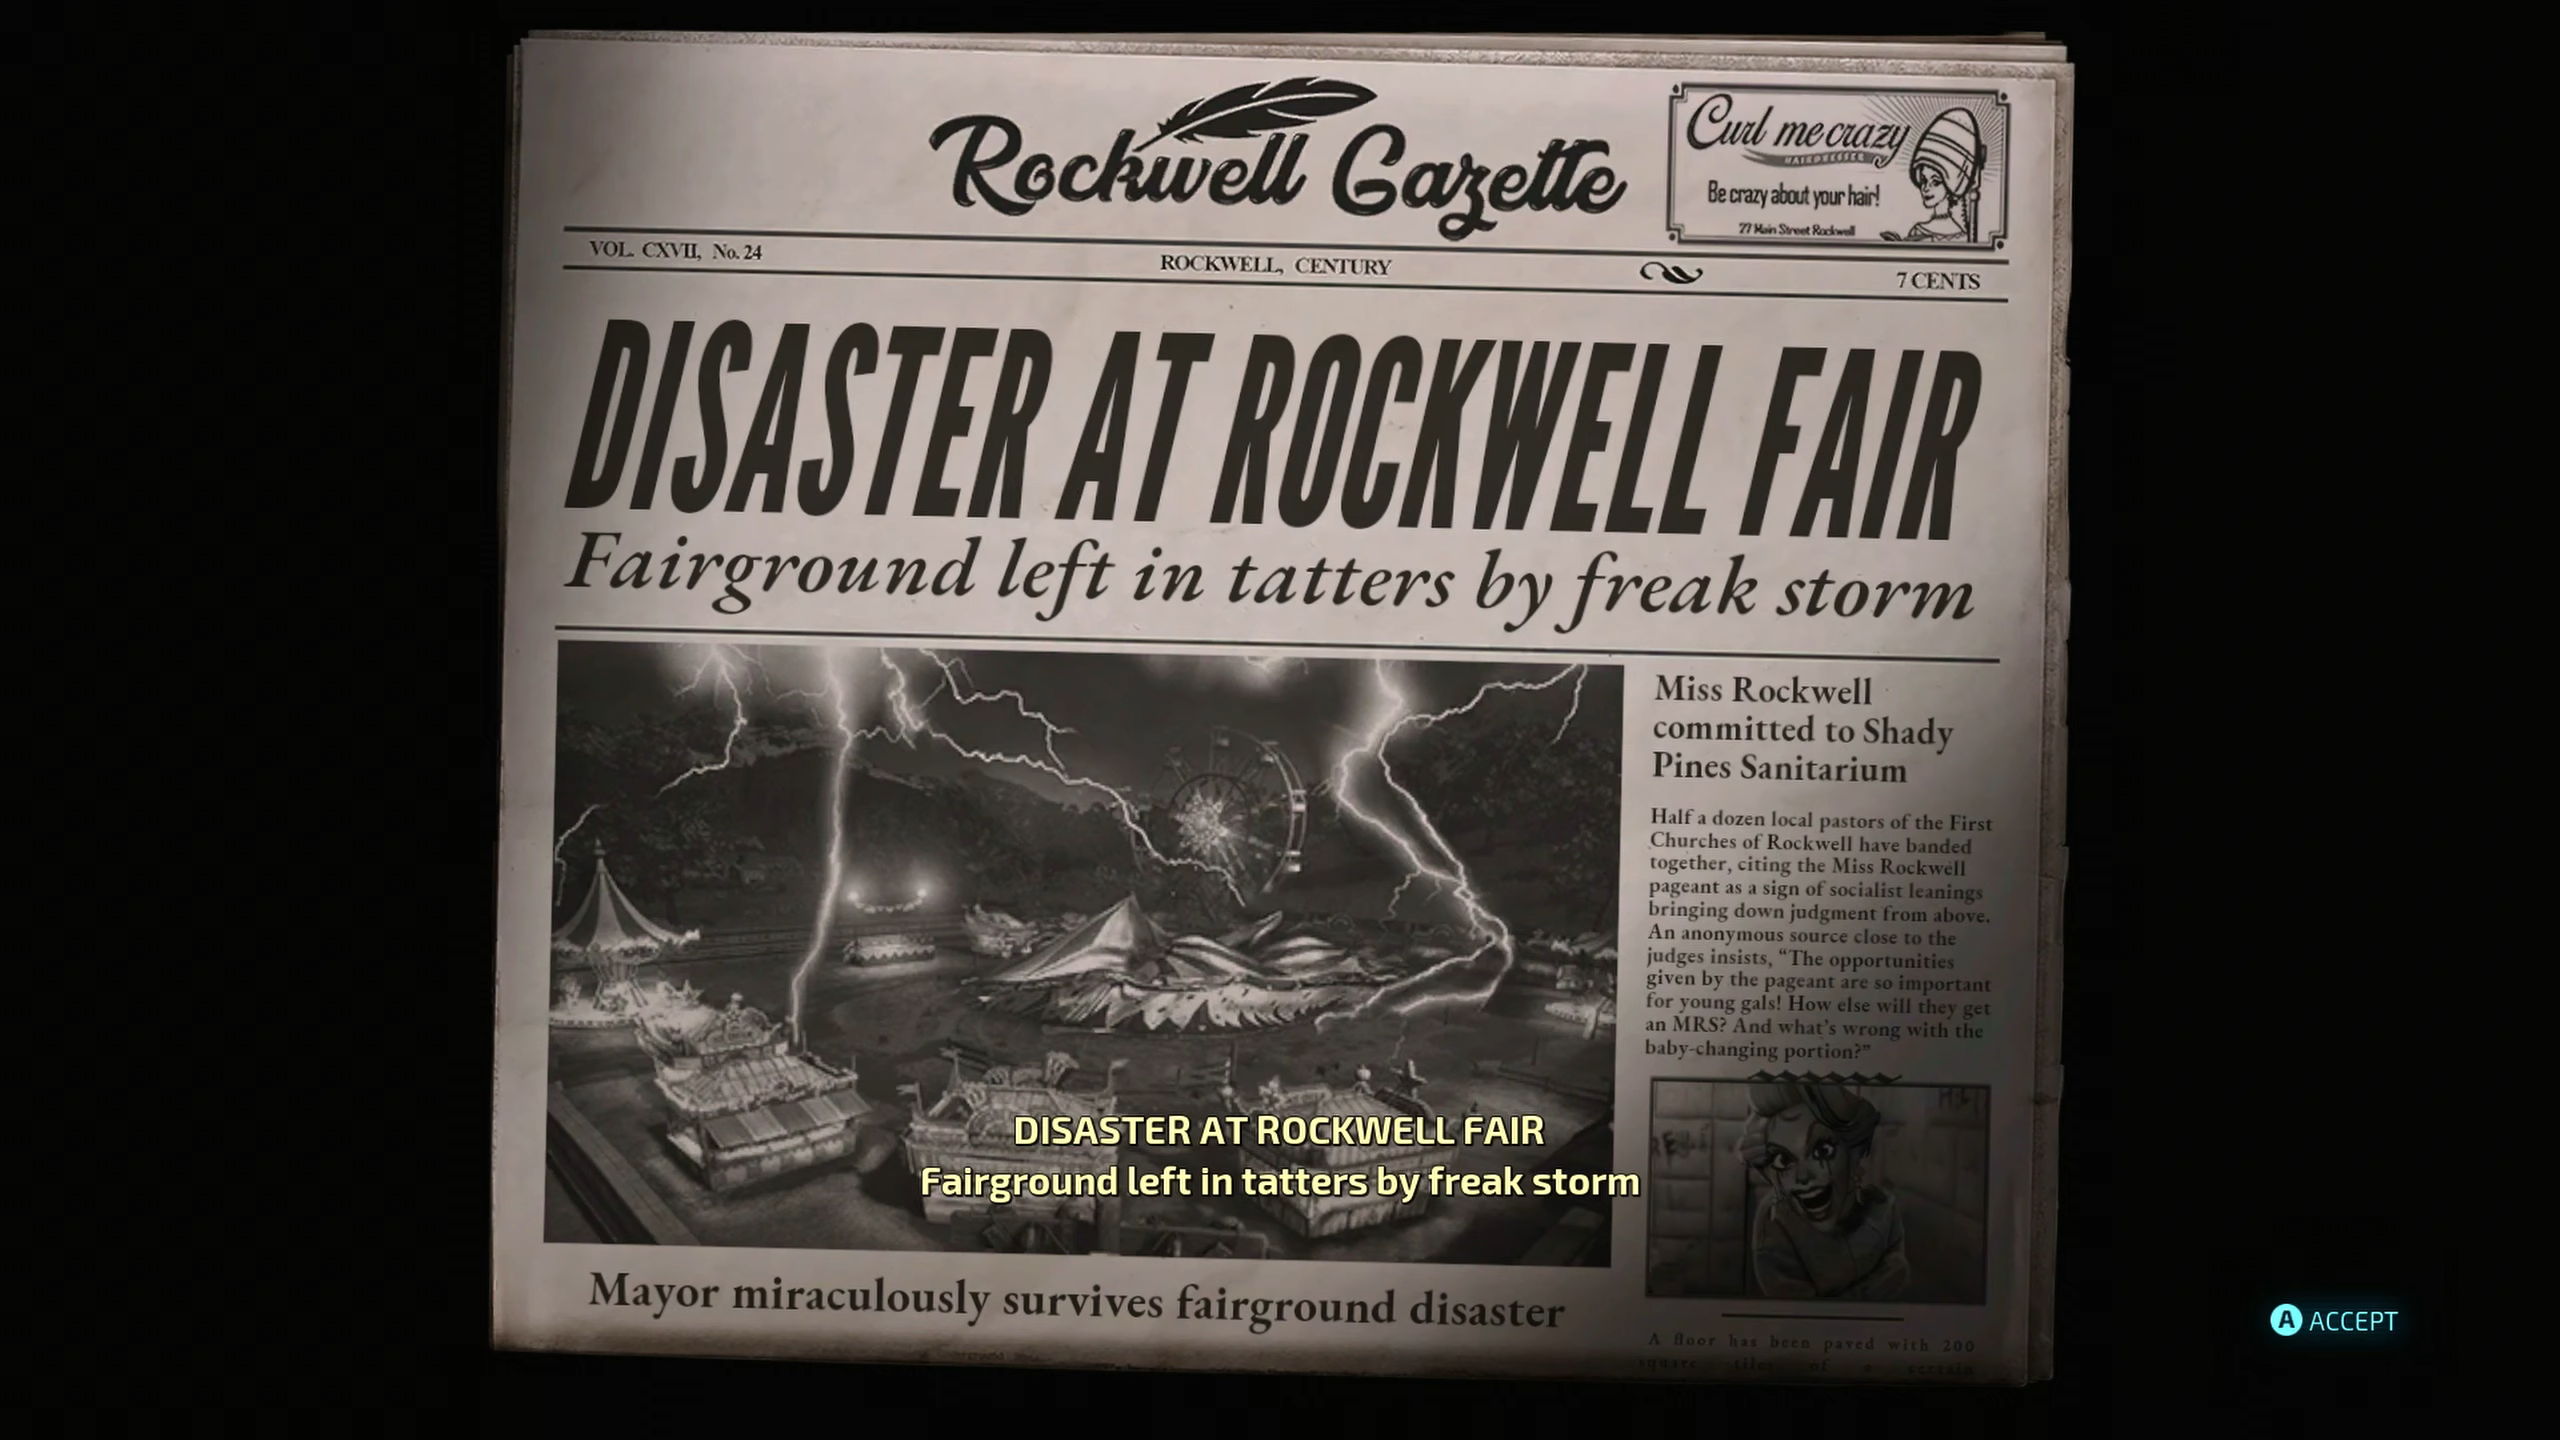 Rockwell Gazette
Curl me crazy
HAIRDRESSER
Be crazy about your hair!
27 Main Street Rockwell
VOL. CXVII, No. 24
ROCKWELL, CENTURY
7 CENTS
DISASTER AT ROCKWELL FAIR
Fairground left in tatters by freak storm
Miss Rockwell
committed to Shady
Pines Sanitarium
Half a dozen local pastors of the First
Churches of Rockwell have banded
together, citing the Miss Rockwell
pageant as a sign of socialist leanings
bringing down judgment from above.
An anonymous source close to the
judges insists, “The opportunities
given by the pageant are so important
for young gals! How else will they get
an MRS? And what's wrong with the
baby-changing portion?”
DISASTER AT ROCKWELL FAIR
Fairground left in tatters by freak storm
Mayor miraculously survives fairground disaster
A floor has been paved with 200
square tiles of a certain
A ACCEPT